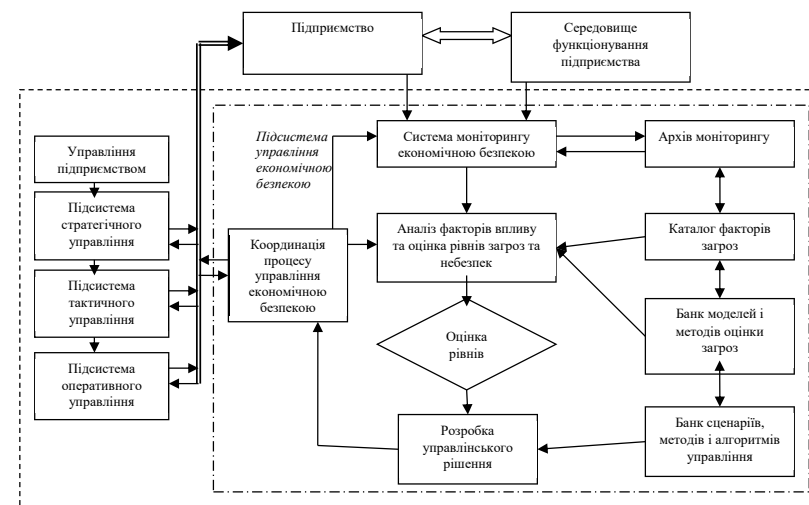 Підприємство
Середовище
функціонування
підприємства
Підсистема
управління
економічною
безпекою
Система моніторингу
економічною безпекою
Архів моніторингу
Управління
підприємством
Підсистема
стратегічного
управління
Підсистема
тактичного
управління
Підсистема
оперативного
управління
Координація
процесу
управління
економічною
безпекою
Аналіз факторів впливу
та оцінка рівнів загроз та
небезпек
Каталог факторів
загроз
Оцінка
рівнів
Банк моделей і
методів оцінки
загроз
Розробка
управлінського
рішення
Банк сценаріїв,
методів і алгоритмів
управління